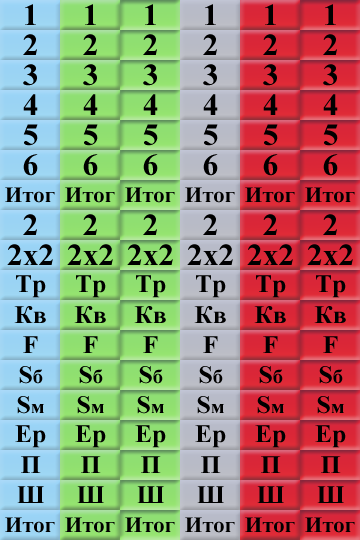 1 1 1 1 1 1
2 2 2 2 2 2
3 3 3 3 3 3
4 4 4 4 4 4
5 5 5 5 5 5
6 6 6 6 6 6
Итог Итог Итог Итог Итог Итог
2 2 2 2 2 2
2x2 2x2 2x2 2x2 2x2 2x2
Тр Тр Тр Тр Тр Тр
Кв Кв Кв Кв Кв Кв
F F F F F F
Sб Sб Sб Sб Sб Sб
Sм Sм Sм Sм Sм Sм
Ер Ер Ер Ер Ер Ер
П П П П П П
Ш Ш Ш Ш Ш Ш
Итог Итог Итог Итог Итог Итог